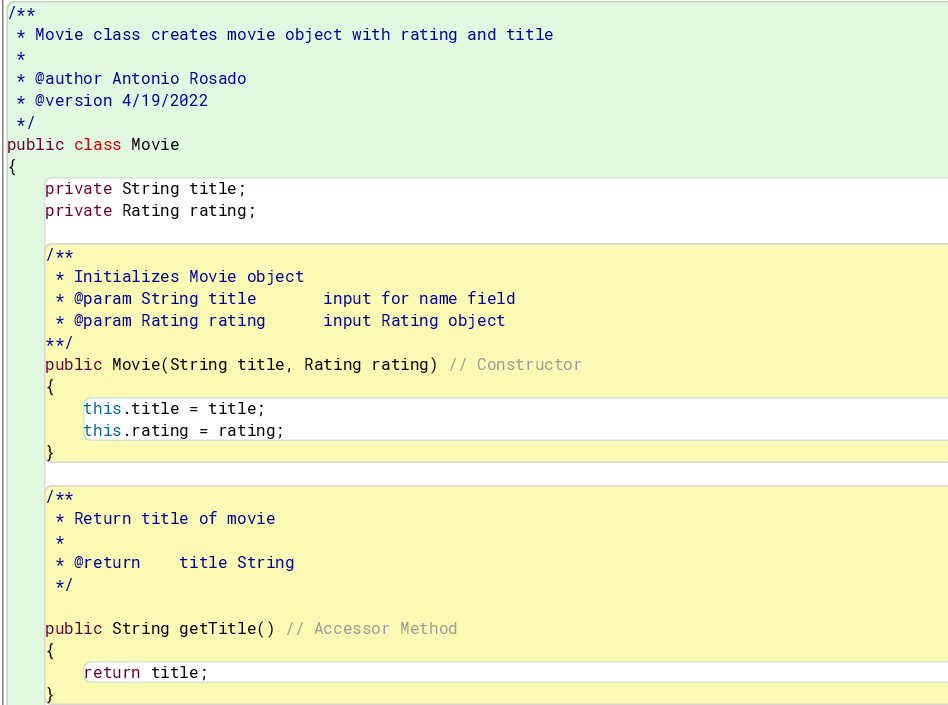 /**
 * Movie class creates movie object with rating and title
 *
 * @author Antonio Rosado
 * @version 4/19/2022
 */
public class Movie
{
    private String title;
    private Rating rating;

    /**
     * Initializes Movie object
     * @param String title       input for name field
     * @param Rating rating      input Rating object
    **/
    public Movie(String title, Rating rating) // Constructor
    {
        this.title = title;
        this.rating = rating;
    }

    /**
     * Return title of movie
     *
     * @return    title String
     */

    public String getTitle() // Accessor Method
    {
        return title;
    }